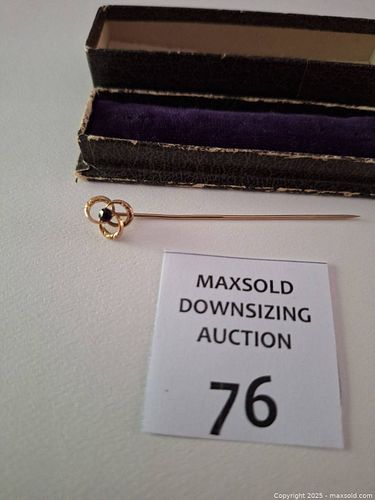 MAXSOLD
DOWNSIZING
AUCTION
76
Copyright 2025 - maxsold.com